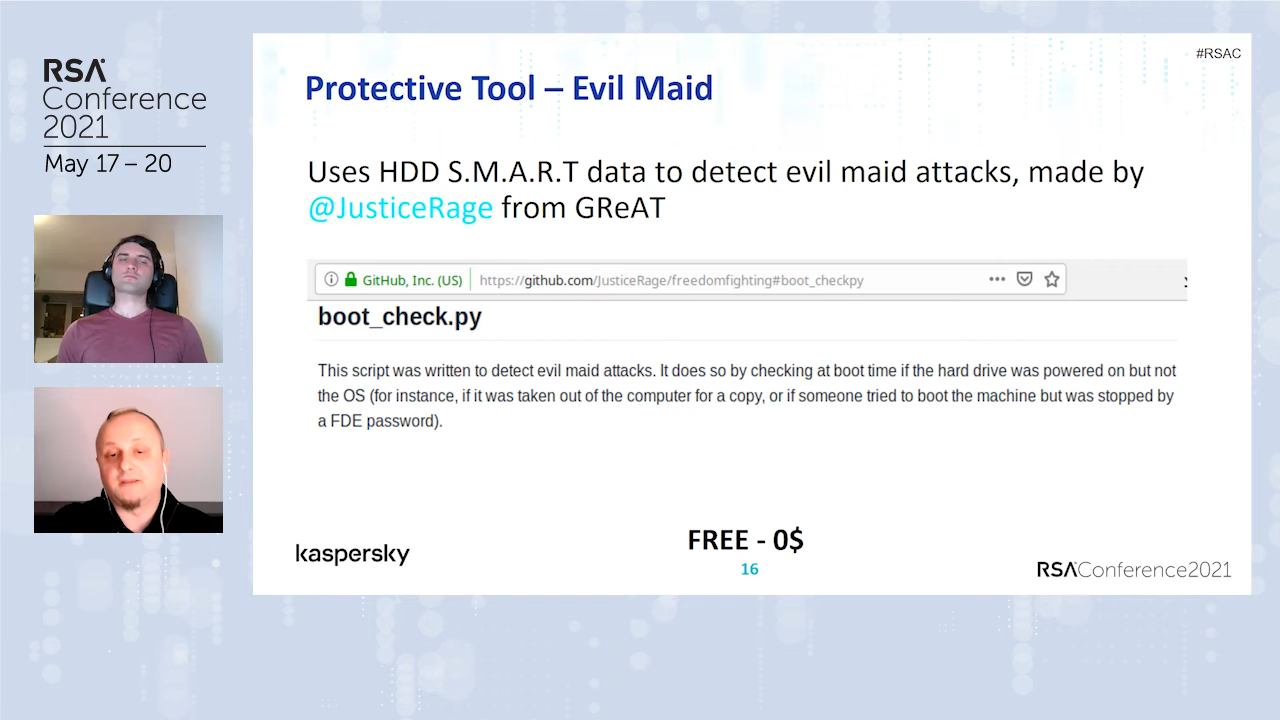 RSA
Conference
2021
May 17 – 20
#RSAC
Protective Tool – Evil Maid
Uses HDD S.M.A.R.T data to detect evil maid attacks, made by
@JusticeRage from GReAT
GitHub, Inc. (US) https://github.com/JusticeRage/freedomfighting#boot_checkpy
boot_check.py
This script was written to detect evil maid attacks. It does so by checking at boot time if the hard drive was powered on but not
the OS (for instance, if it was taken out of the computer for a copy, or if someone tried to boot the machine but was stopped by
a FDE password).
FREE - 0$
kaspersky
16
RSAConference2021